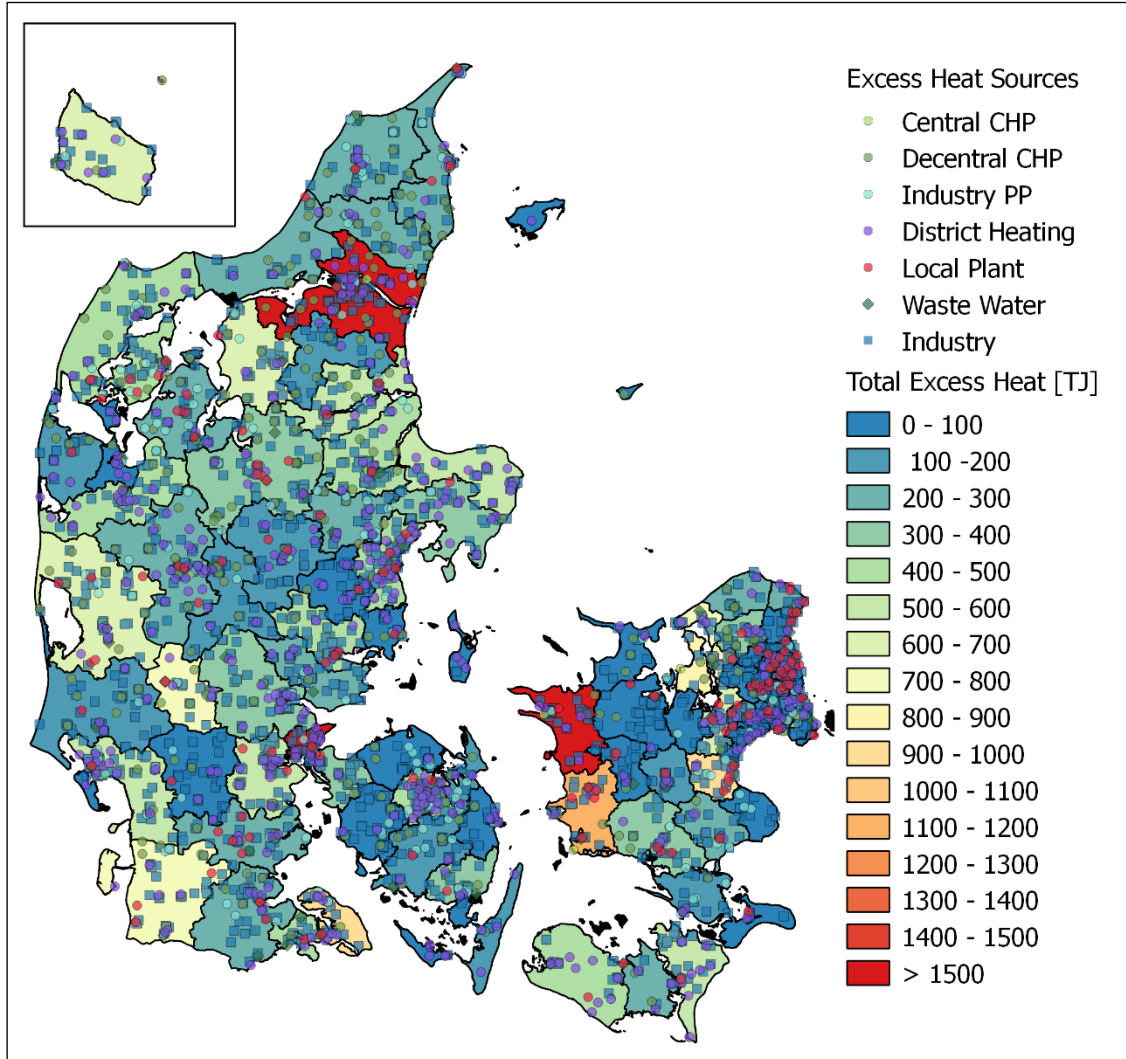 Excess Heat Sources
Central CHP
Decentral CHP
Industry PP
District Heating
Local Plant
Waste Water
Industry
Total Excess Heat [TJ]
0 - 100
100 -200
200 - 300
300 - 400
400 - 500
500 - 600
600 - 700
700 - 800
800 - 900
900 - 1000
1000 - 1100
1100 - 1200
1200 - 1300
1300 - 1400
1400 - 1500
> 1500